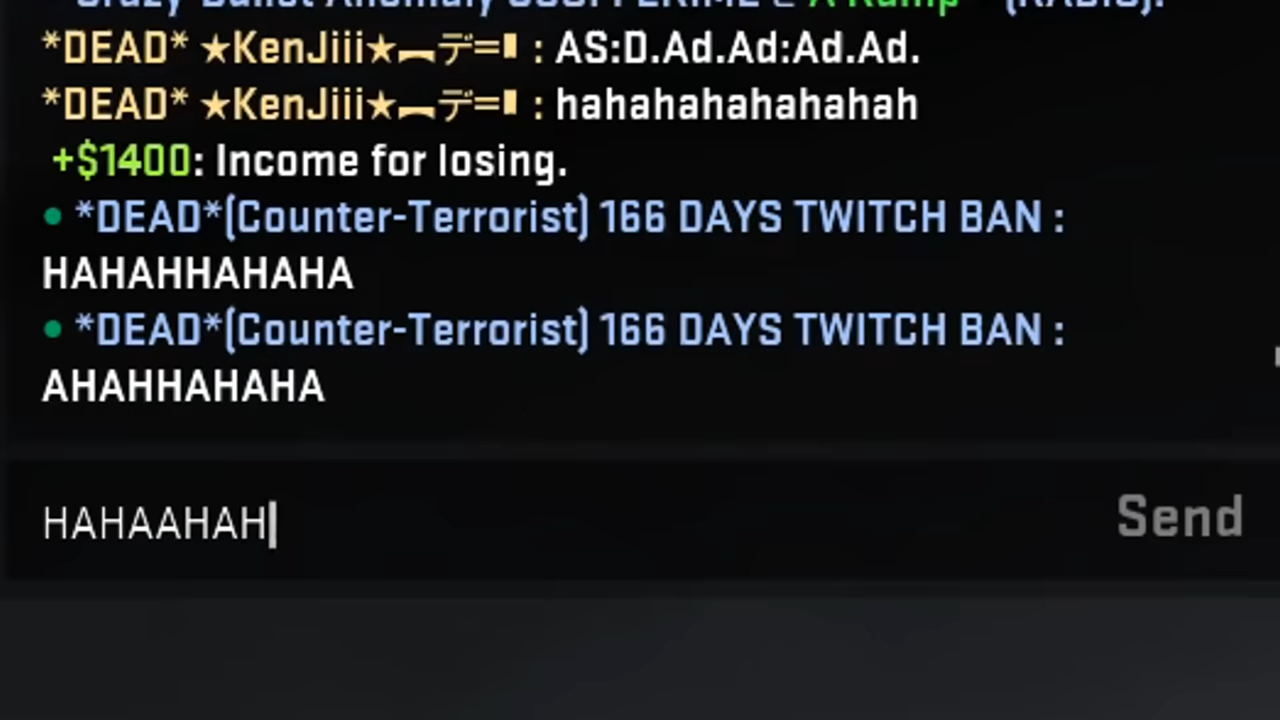 *DEAD* ★KenJiii★︻デ=▮ : AS:D.Ad.Ad:Ad.Ad.
*DEAD* ★KenJiii★︻デ=▮ : hahahahahahahah
+$1400: Income for losing.
• *DEAD*(Counter-Terrorist) 166 DAYS TWITCH BAN :
HAHAHHAHAHA
• *DEAD*(Counter-Terrorist) 166 DAYS TWITCH BAN :
AHAHHAHAHA
HAHAAHAH
Send